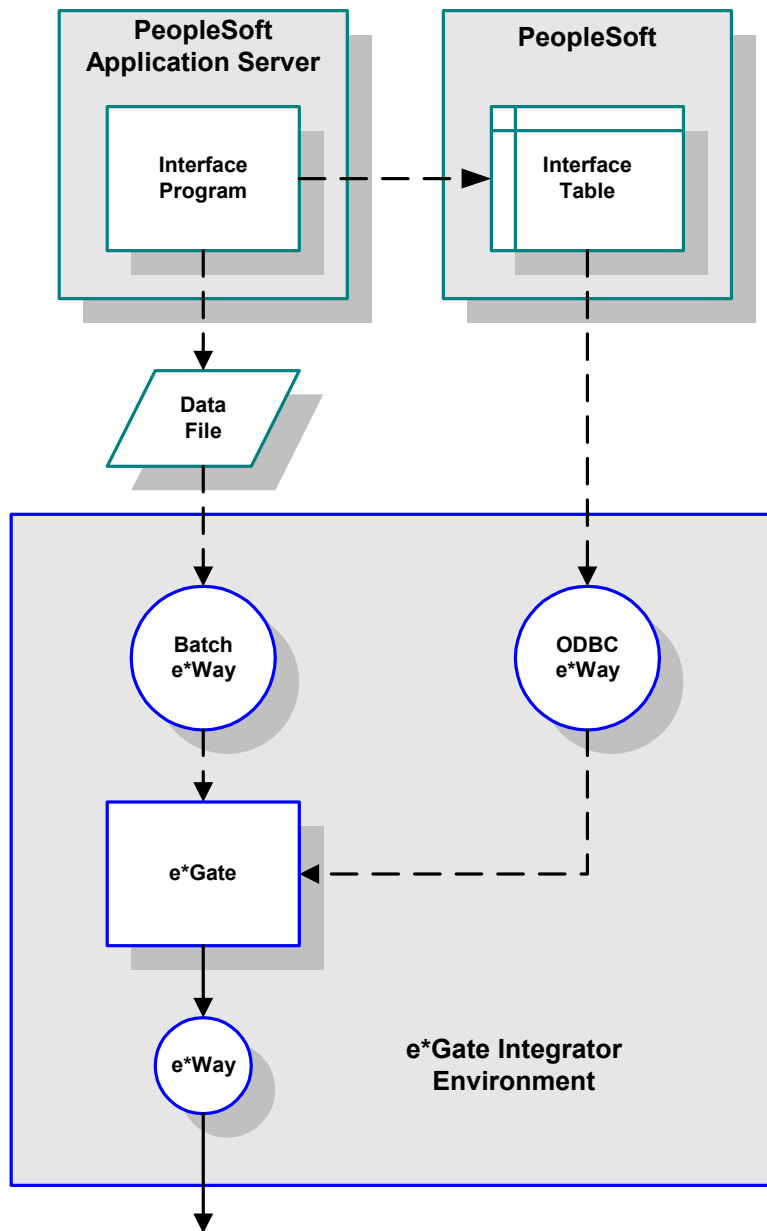 PeopleSoft
Application Server
PeopleSoft
Interface
Program
Interface
Table
Data
File
Batch
e*Way
ODBC
e*Way
e*Gate
e*Way
e*Gate Integrator
Environment